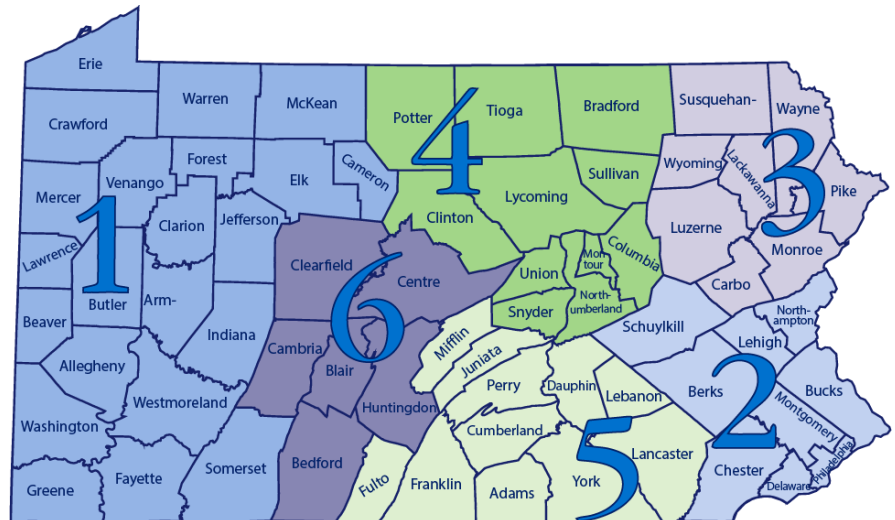 Erie
Warren
McKean
Potter
Tioga
Bradford
Susquehan-
Wayne
Crawford
Forest
Elk
Cameron
4
Sullivan
Wyoming
Lackawanna
3
Pike
Mercer
Venango
Clarion
Jefferson
Clinton
Lycoming
Luzerne
Monroe
Lawrence
1
Butler
Arm-
Clearfield
Centre
6
Union
Mon-
tour
Columbia
Carbo
Beaver
Indiana
Snyder
North-
umberland
Schuylkill
North-
ampton
Allegheny
Cambria
Blair
Mifflin
Juniata
Perry
Dauphin
Lebanon
Berks
Lehigh
2
Bucks
Washington
Westmoreland
Huntingdon
Cumberland
Montgomery
Greene
Fayette
Somerset
Bedford
Fulto
Franklin
Adams
York
5
Lancaster
Chester
Delaware
Philadelphia